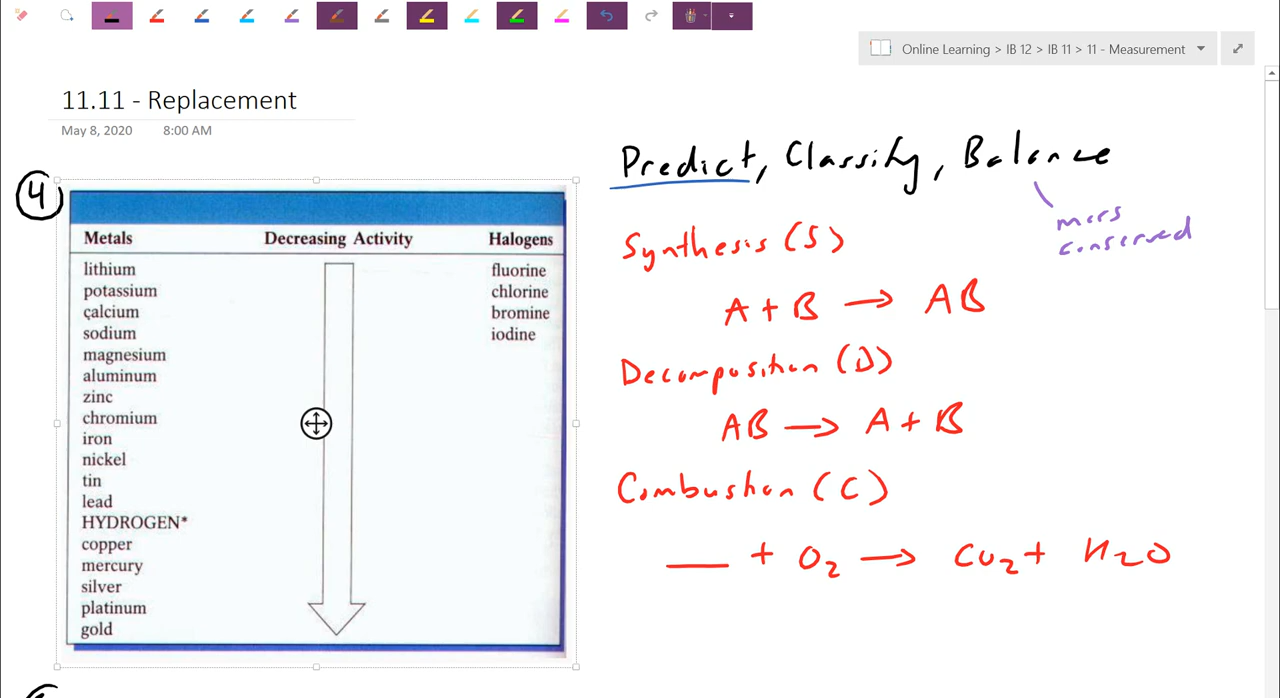 Online Learning > IB 12 > IB 11 > 11 - Measurement
11.11 - Replacement
May 8, 2020 8:00 AM
Predict, Classify, Balance
mass
conserved
4
Metals Decreasing Activity Halogens
lithium fluorine
potassium chlorine
calcium bromine
sodium iodine
magnesium
aluminum
zinc
chromium
iron
nickel
tin
lead
HYDROGEN*
copper
mercury
silver
platinum
gold
Synthesis (S)
A + B → AB
Decomposition (D)
AB → A + B
Combustion (C)
___ + O₂ → CO₂ + H₂O